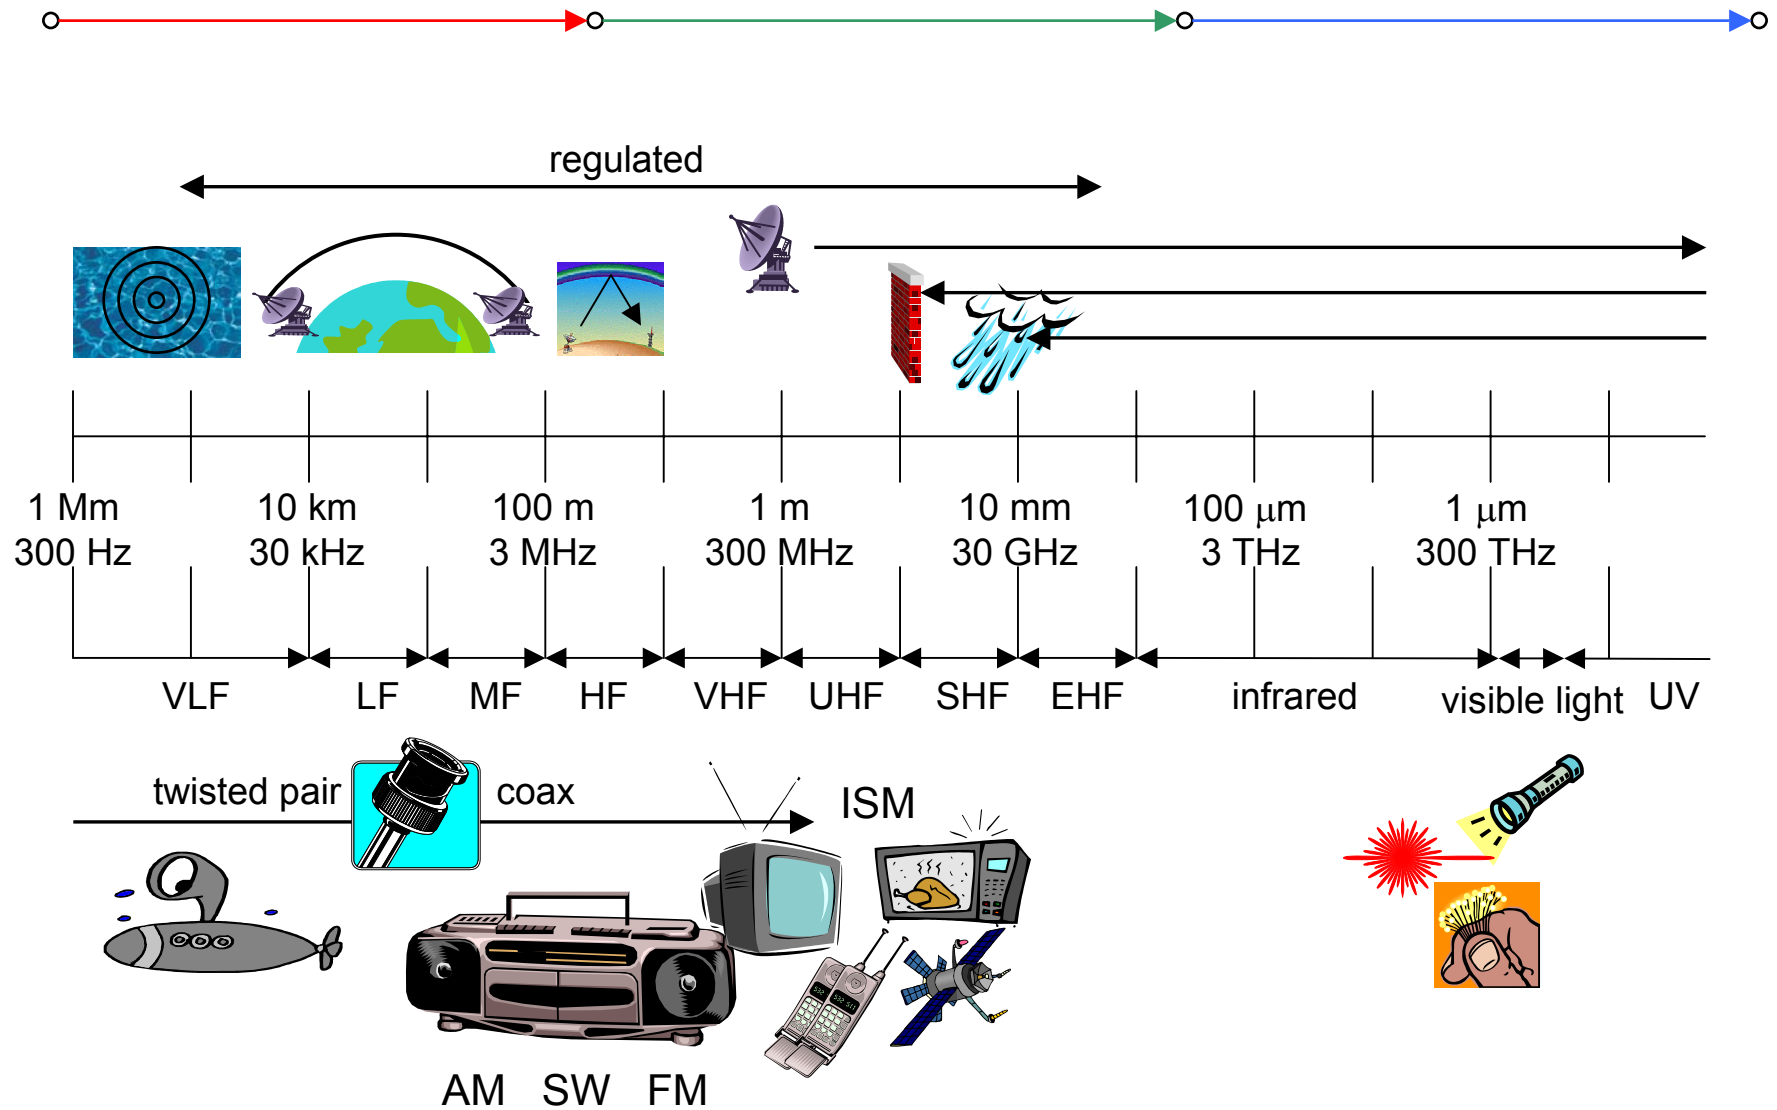 regulated
1 Mm 10 km 100 m 1 m 10 mm 100 μm 1 μm
300 Hz 30 kHz 3 MHz 300 MHz 30 GHz 3 THz 300 THz
VLF LF MF HF VHF UHF SHF EHF infrared visible light UV
twisted pair coax ISM
AM SW FM